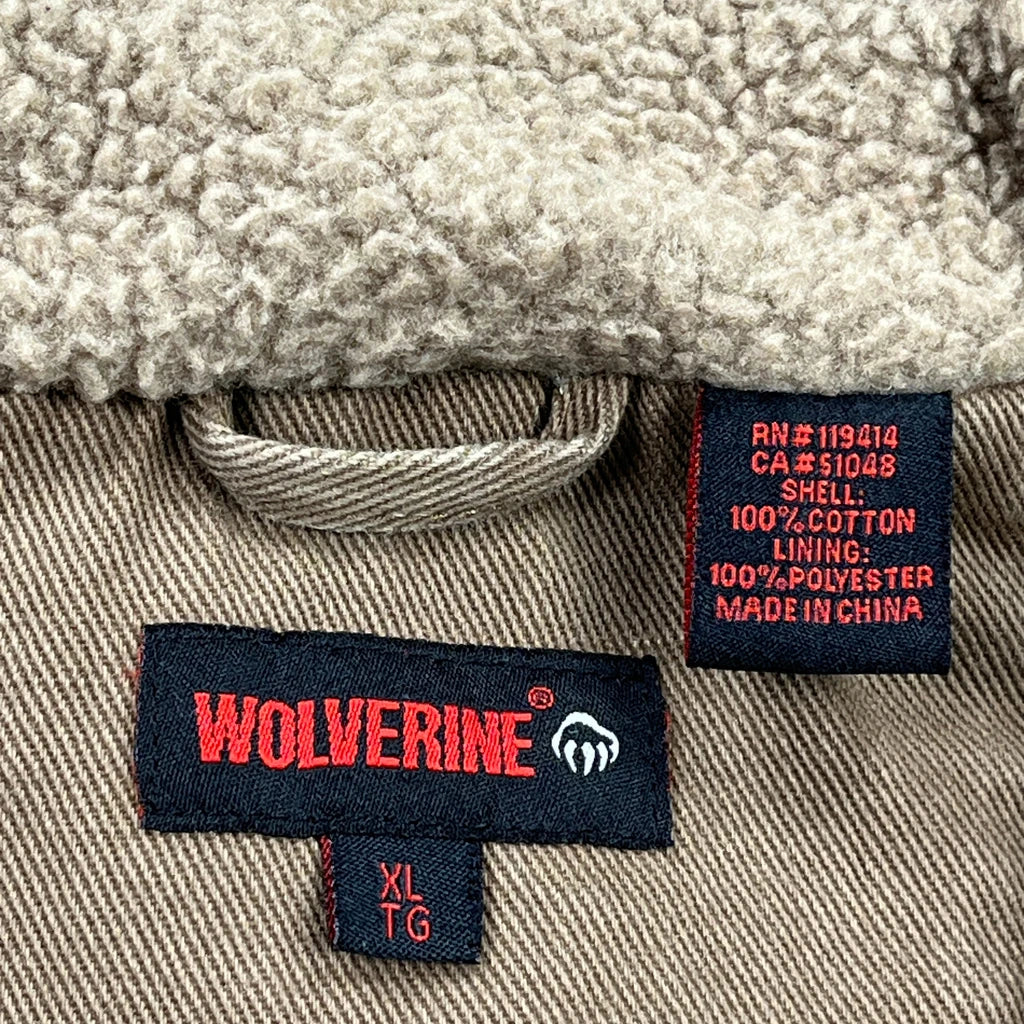 RN#119414
CA#51048
SHELL:
100%COTTON
LINING:
100%POLYESTER
MADE IN CHINA
WOLVERINE®
XL
TG